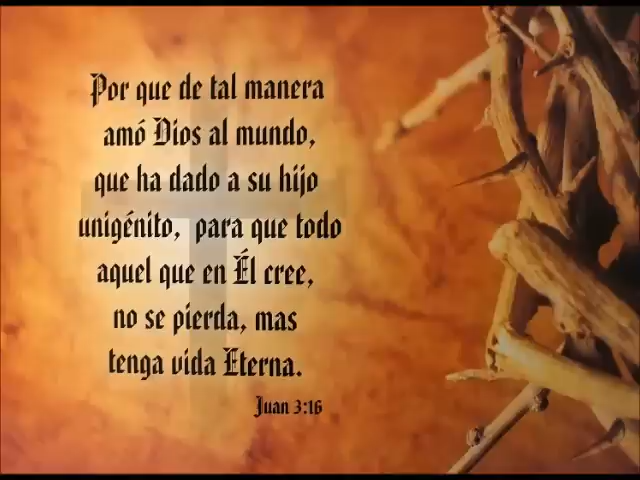 Por que de tal manera
amó Dios al mundo,
que ha dado a su hijo
unigénito, para que todo
aquel que en Él cree,
no se pierda, mas
tenga vida Eterna.
Juan 3:16